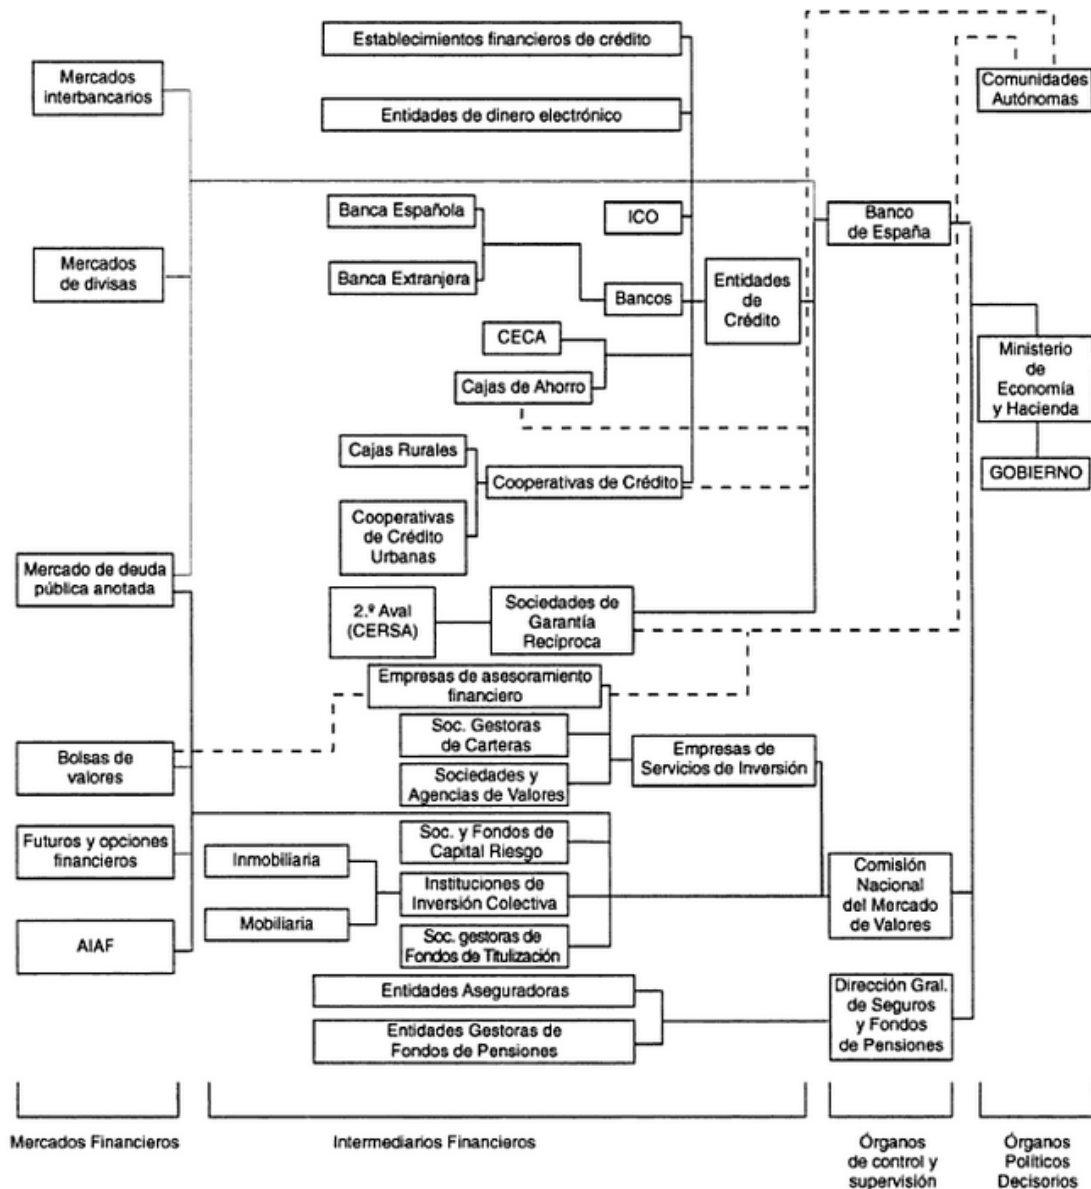 Establecimientos financieros de crédito
Mercados
interbancarios
Comunidades
Autónomas
Entidades de dinero electrónico
Banca Española
ICO
Banco
de España
Mercados
de divisas
Banca Extranjera
Bancos
Entidades
de
Crédito
CECA
Cajas de Ahorro
Ministerio
de
Economía
y Hacienda
Cajas Rurales
Cooperativas de Crédito
GOBIERNO
Cooperativas
de Crédito
Urbanas
Mercado de deuda
pública anotada
2.º Aval
(CERSA)
Sociedades de
Garantía
Recíproca
Empresas de asesoramiento
financiero
Soc. Gestoras
de Carteras
Bolsas de
valores
Empresas de
Servicios de Inversión
Sociedades y
Agencias de Valores
Futuros y opciones
financieros
Soc. y Fondos de
Capital Riesgo
Inmobiliaria
Instituciones de
Inversión Colectiva
Comisión
Nacional
del Mercado
de Valores
Mobiliaria
AIAF
Soc. gestoras de
Fondos de Titulización
Entidades Aseguradoras
Dirección Gral.
de Seguros
y Fondos
de Pensiones
Entidades Gestoras de
Fondos de Pensiones
Mercados Financieros
Intermediarios Financieros
Órganos
de control y
supervisión
Órganos
Políticos
Decisorios